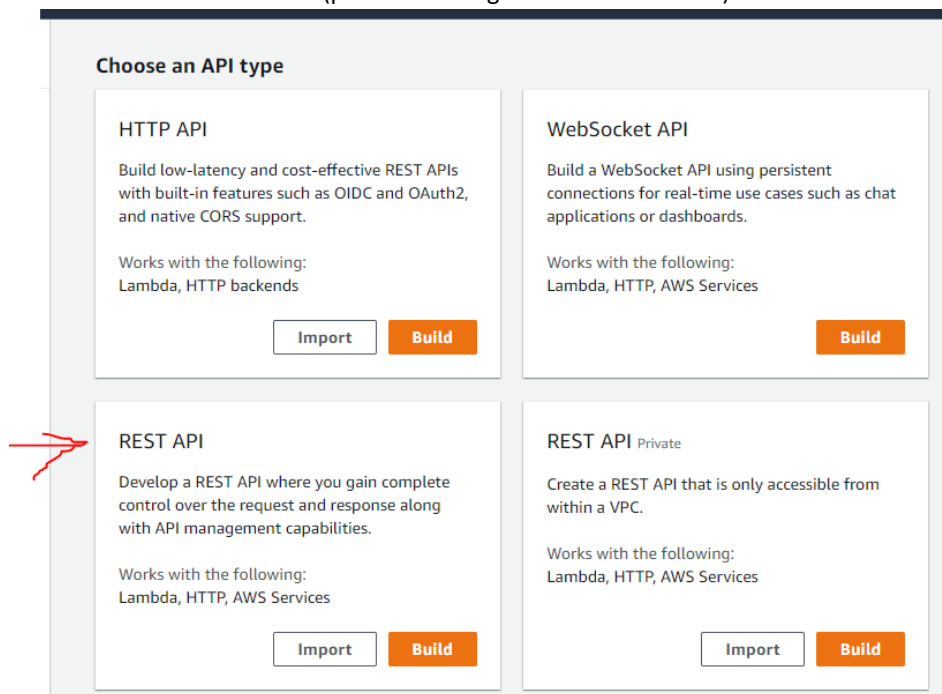 Choose an API type
HTTP API
Build low-latency and cost-effective REST APIs
with built-in features such as OIDC and OAuth2,
and native CORS support.
Works with the following:
Lambda, HTTP backends
Import
Build
WebSocket API
Build a WebSocket API using persistent
connections for real-time use cases such as chat
applications or dashboards.
Works with the following:
Lambda, HTTP, AWS Services
Build
REST API
Develop a REST API where you gain complete
control over the request and response along
with API management capabilities.
Works with the following:
Lambda, HTTP, AWS Services
Import
Build
REST API Private
Create a REST API that is only accessible from
within a VPC.
Works with the following:
Lambda, HTTP, AWS Services
Import
Build